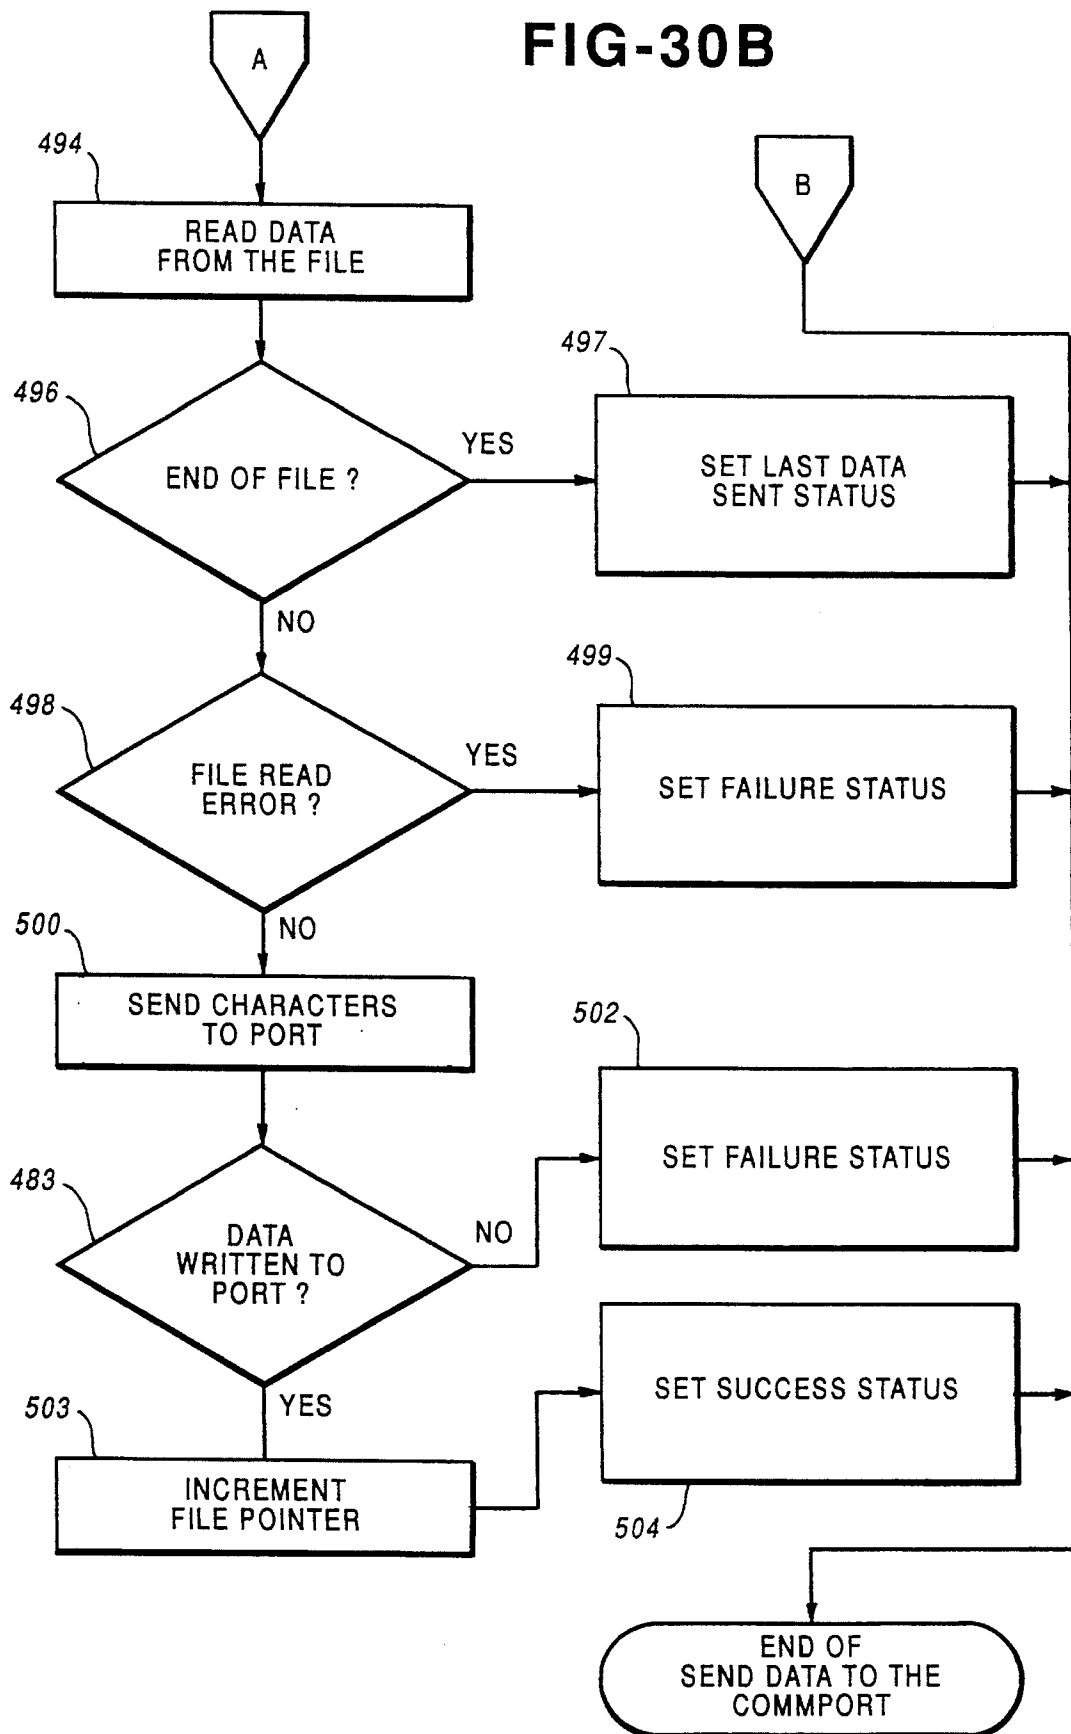 FIG-30B
A
B
494
READ DATA
FROM THE FILE
496
END OF FILE ?
YES
497
SET LAST DATA
SENT STATUS
NO
498
FILE READ
ERROR ?
YES
499
SET FAILURE STATUS
NO
500
SEND CHARACTERS
TO PORT
483
DATA
WRITTEN TO
PORT ?
NO
502
SET FAILURE STATUS
YES
503
INCREMENT
FILE POINTER
SET SUCCESS STATUS
504
END OF
SEND DATA TO THE
COMMPORT